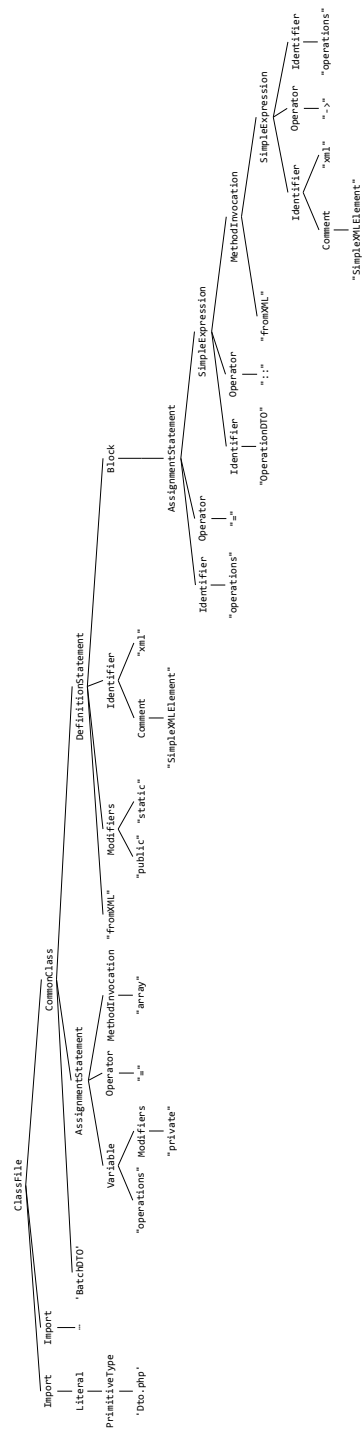 ClassFile
Import Import CommonClass
Literal … 'BatchDTO' AssignmentStatement DefinitionStatement
PrimitiveType Variable Operator MethodInvocation "fromXML" Modifiers Identifier Block
'Dto.php' "operations" Modifiers "=" "array" "public" "static" Comment "xml"
"private" "SimpleXMLElement" AssignmentStatement
Identifier Operator SimpleExpression
"operations" "=" Identifier Operator MethodInvocation
"OperationDTO" "::" "fromXML" SimpleExpression
Identifier Operator Identifier
Comment "xml" "->" "operations"
"SimpleXMLElement"